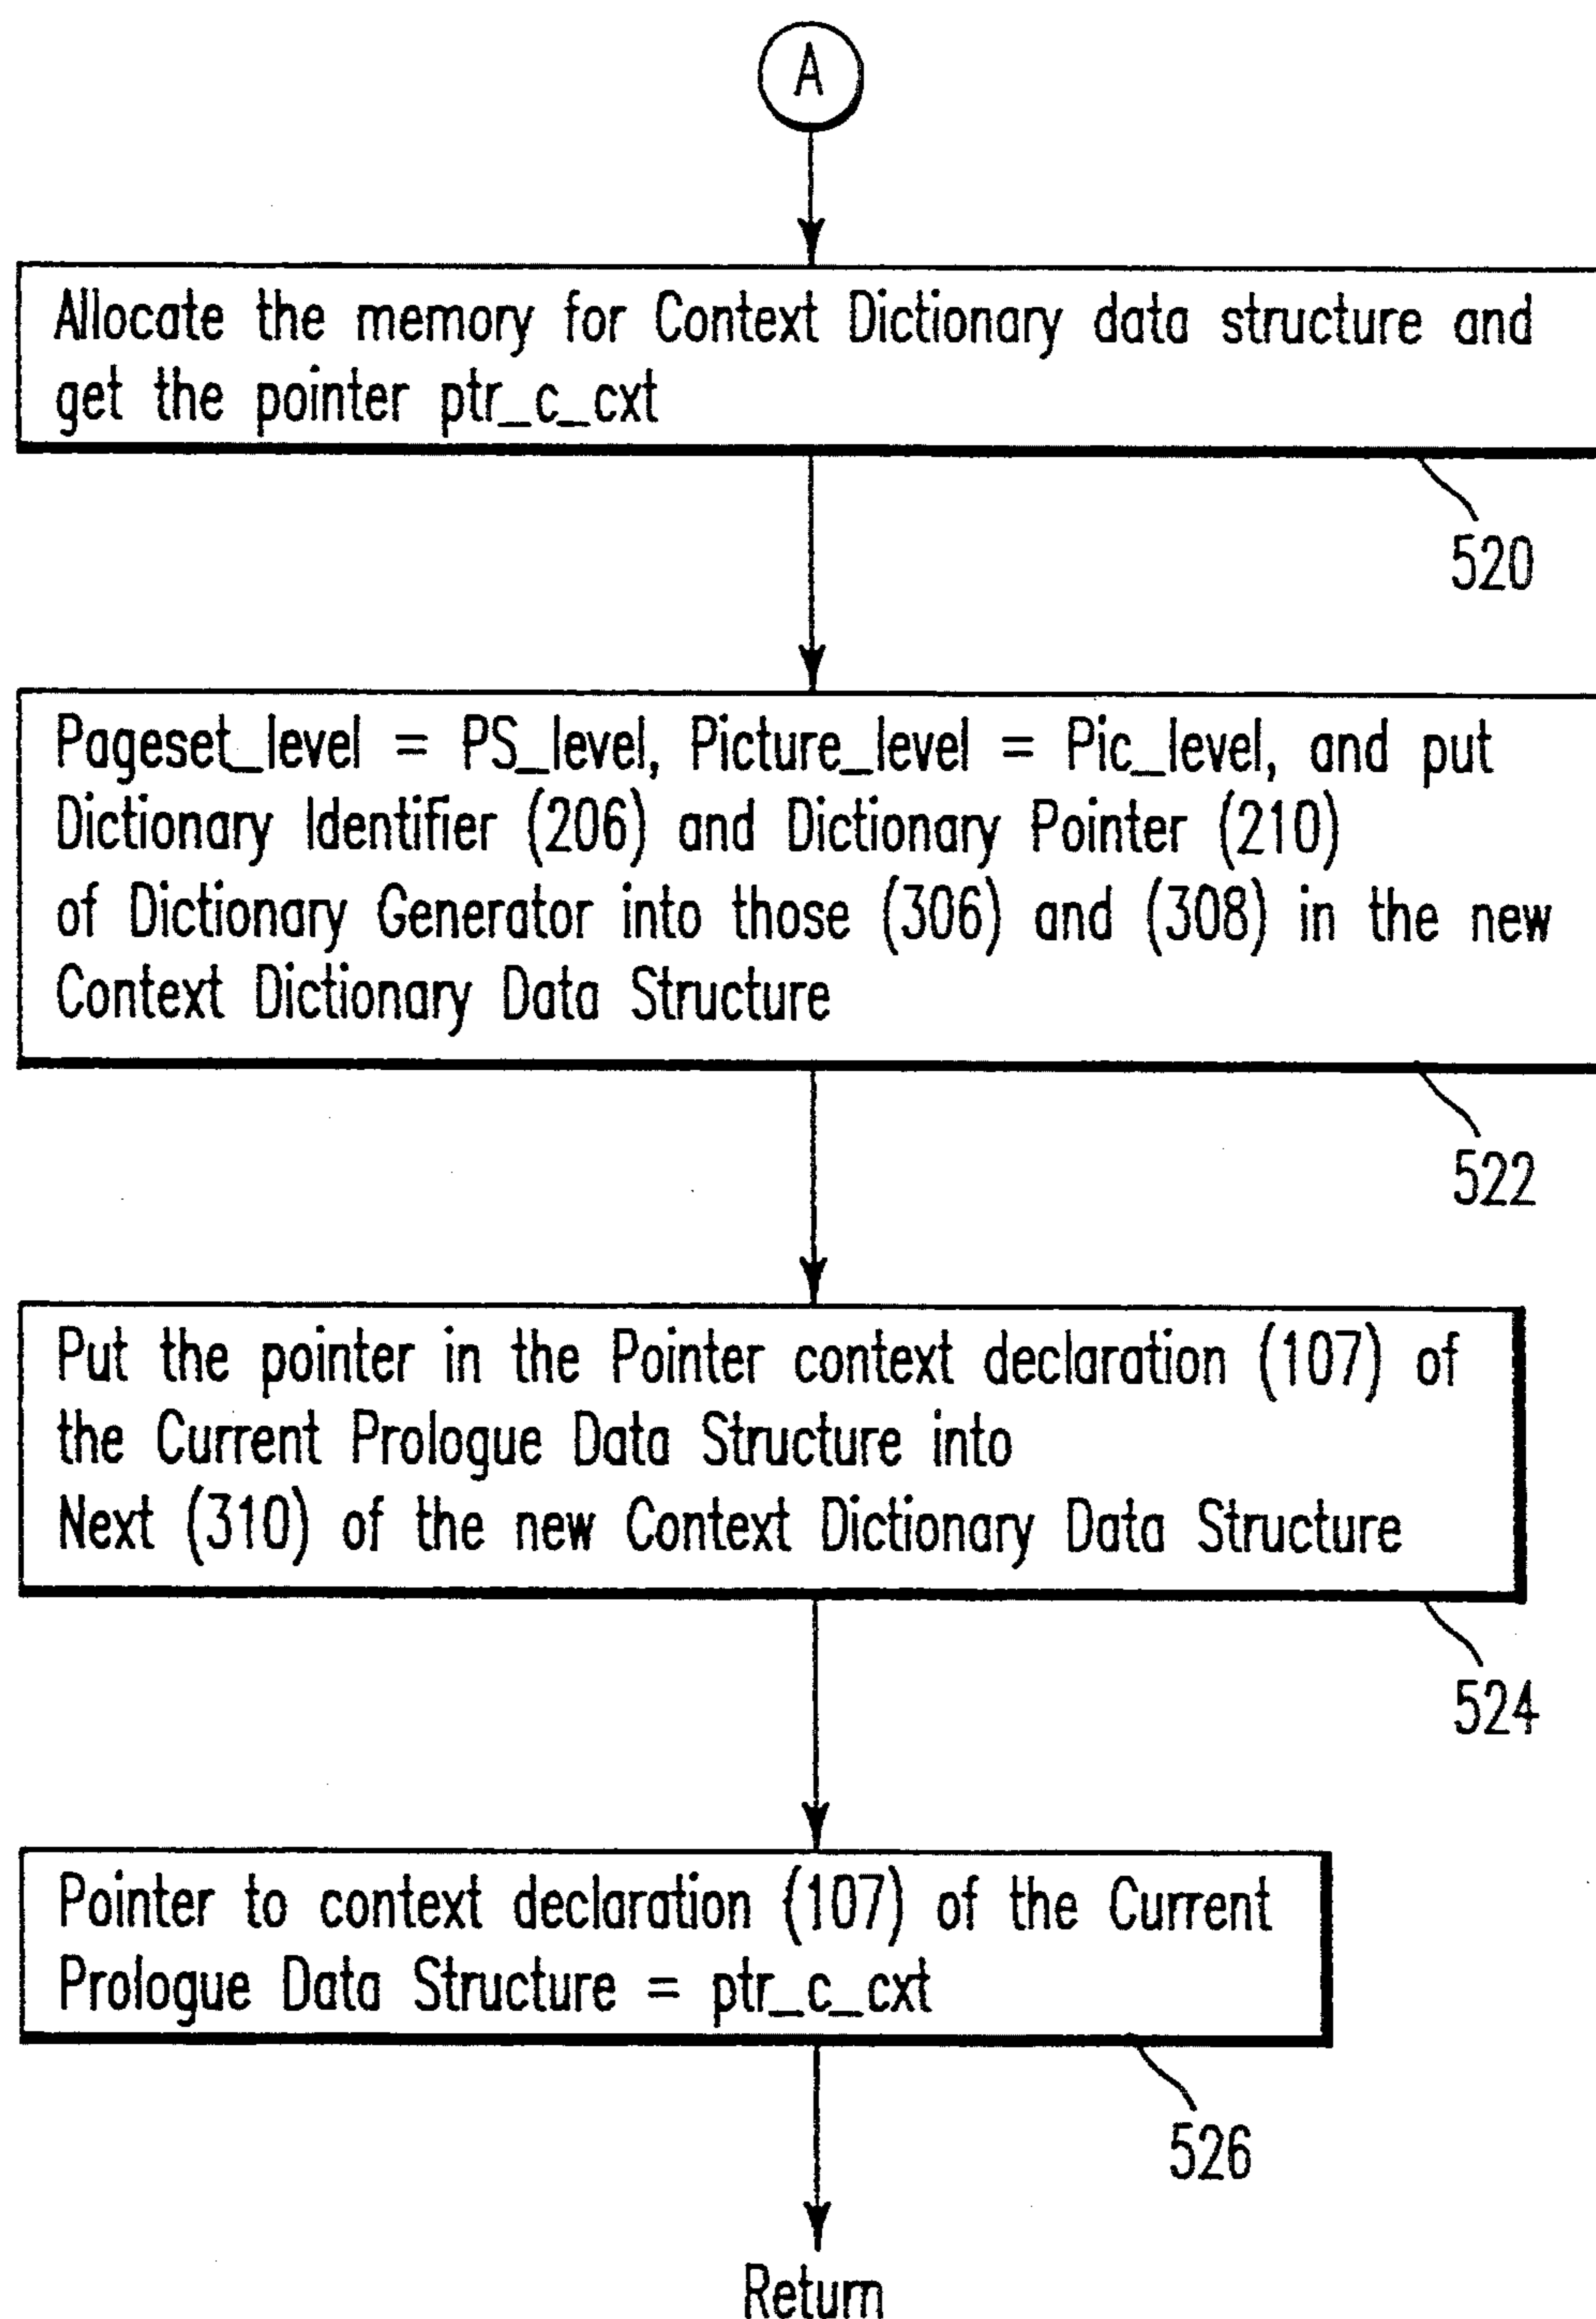 A
Allocate the memory for Context Dictionary data structure and
get the pointer ptr_c_cxt
520
Pageset_level = PS_level, Picture_level = Pic_level, and put
Dictionary Identifier (206) and Dictionary Pointer (210)
of Dictionary Generator into those (306) and (308) in the new
Context Dictionary Data Structure
522
Put the pointer in the Pointer context declaration (107) of
the Current Prologue Data Structure into
Next (310) of the new Context Dictionary Data Structure
524
Pointer to context declaration (107) of the Current
Prologue Data Structure = ptr_c_cxt
526
Return